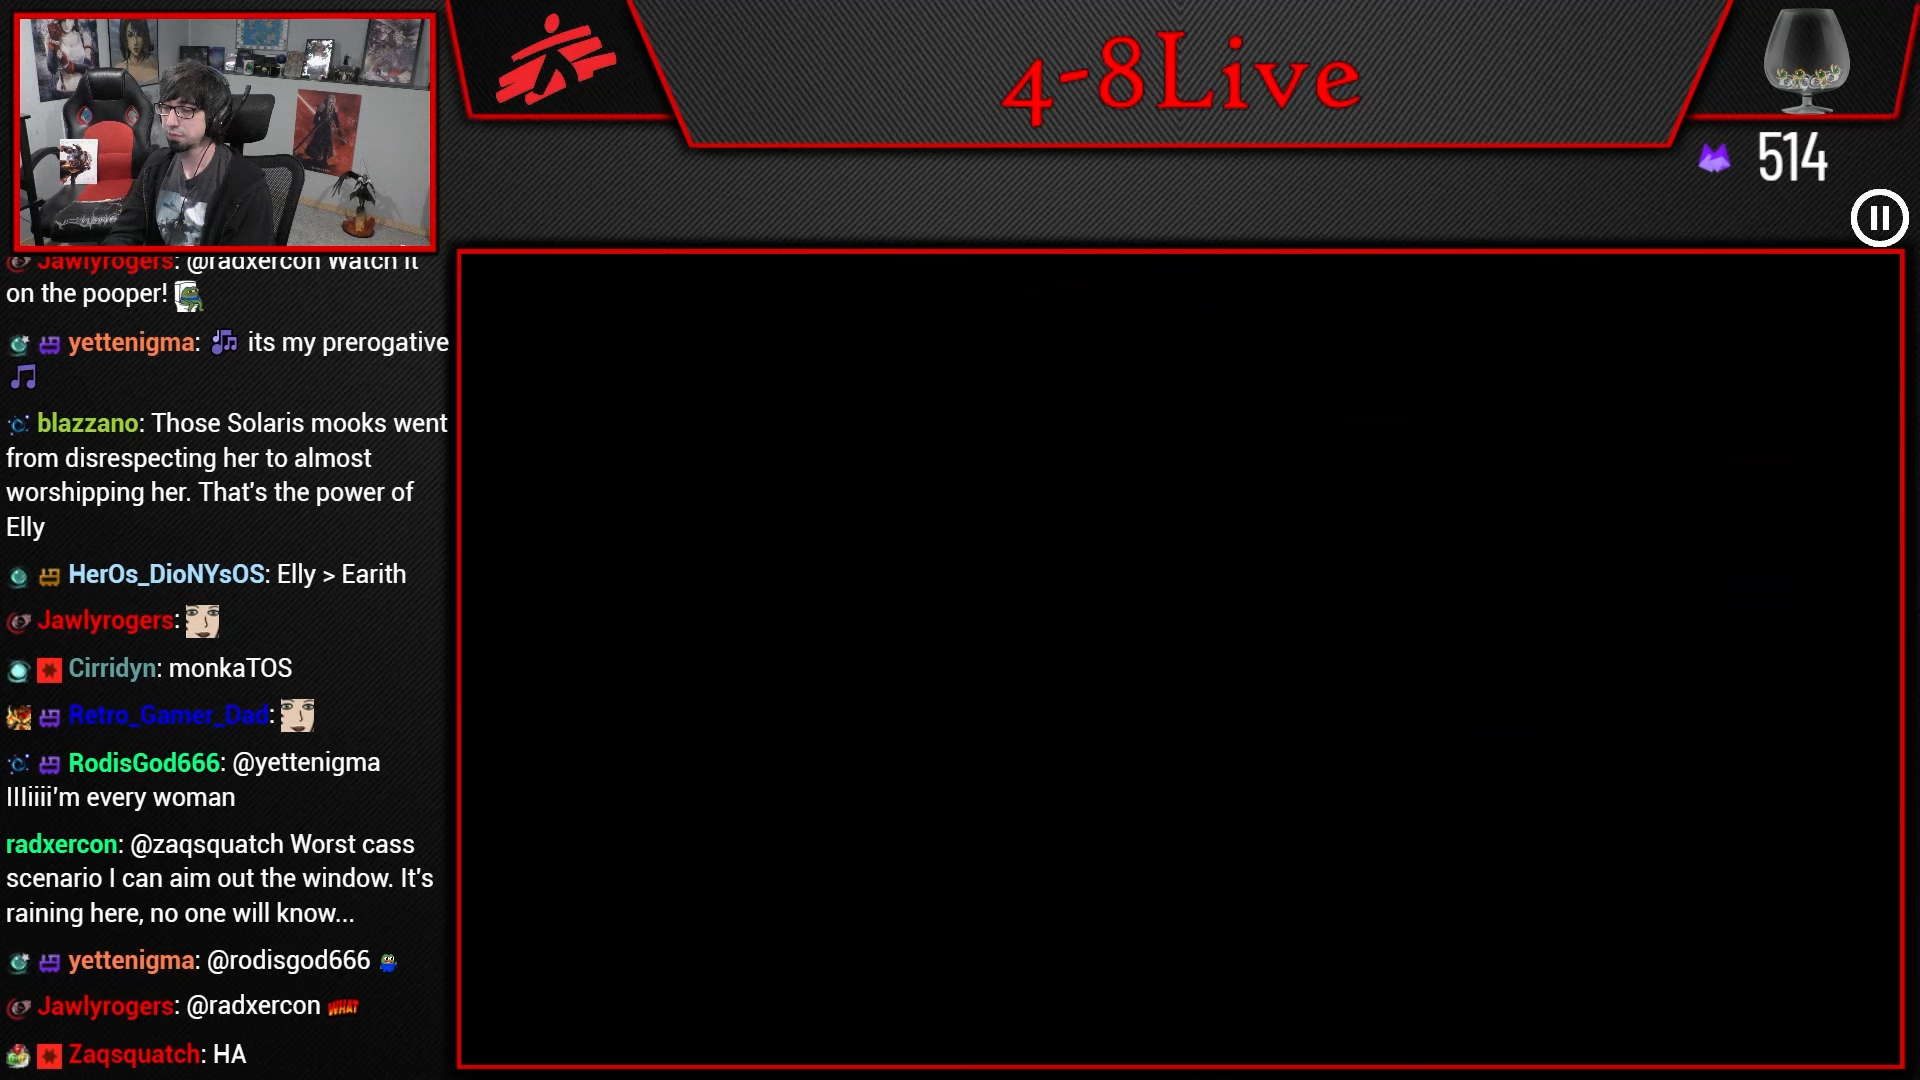 4-8Live
514
Jawlyrogers: @radxercon Watch it
on the pooper!
yettenigma: its my prerogative
blazzano: Those Solaris mooks went
from disrespecting her to almost
worshipping her. That's the power of
Elly
HerOs_DioNYsOS: Elly > Earith
Jawlyrogers:
Cirridyn: monkaTOS
Retro_Gamer_Dad:
RodisGod666: @yettenigma
IIIiiii'm every woman
radxercon: @zaqsquatch Worst cass
scenario I can aim out the window. It's
raining here, no one will know...
yettenigma: @rodisgod666
Jawlyrogers: @radxercon WHAT
Zaqsquatch: HA